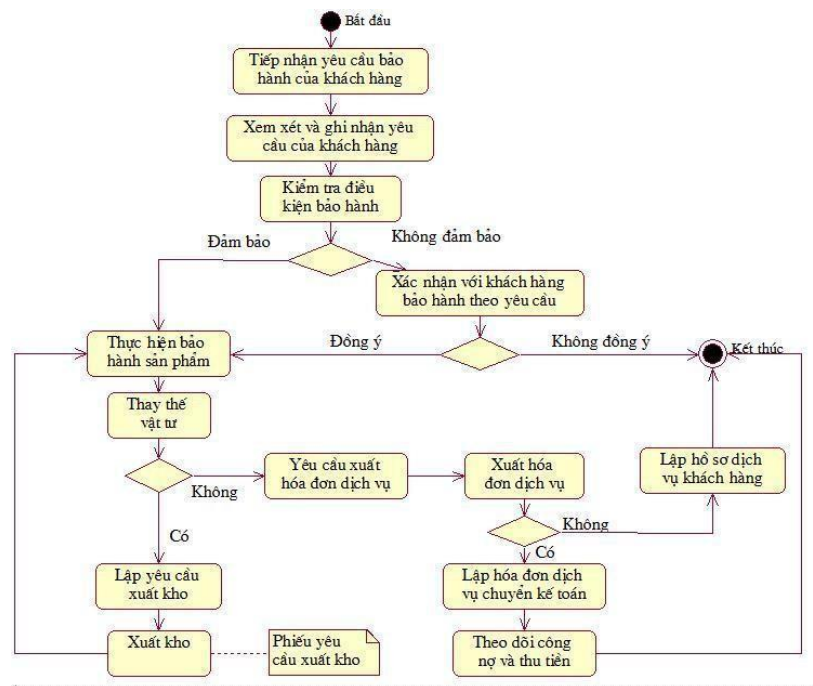 Bắt đầu
Tiếp nhận yêu cầu bảo
hành của khách hàng
Xem xét và ghi nhận yêu
cầu của khách hàng
Kiểm tra điều
kiện bảo hành
Đảm bảo
Không đảm bảo
Xác nhận với khách hàng
bảo hành theo yêu cầu
Thực hiện bảo
hành sản phẩm
Đồng ý
Không đồng ý
Kết thúc
Thay thế
vật tư
Không
Yêu cầu xuất
hóa đơn dịch vụ
Xuất hóa
đơn dịch vụ
Lập hồ sơ dịch
vụ khách hàng
Không
Có
Có
Lập yêu cầu
xuất kho
Lập hóa đơn dịch
vụ chuyển kế toán
Xuất kho
Phiếu yêu
cầu xuất kho
Theo dõi công
nợ và thu tiền